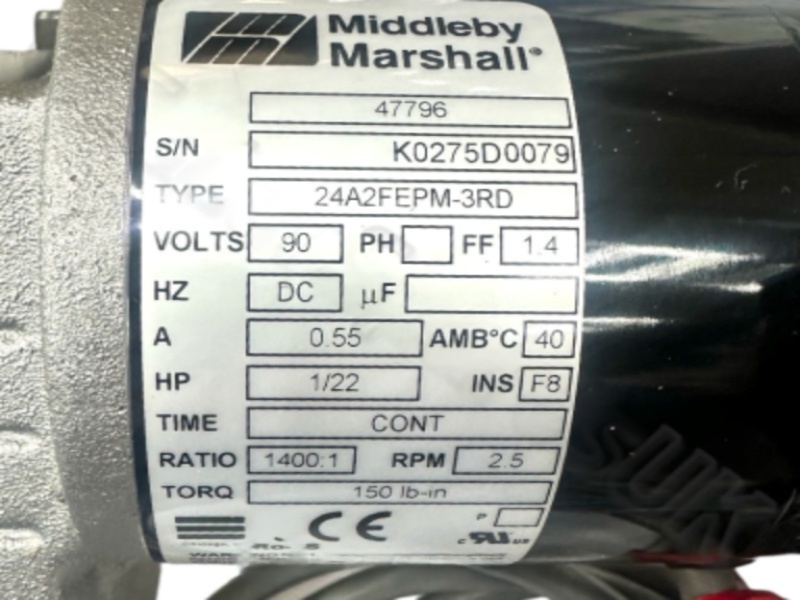 Middleby
Marshall®
47796
S/N K0275D0079
TYPE 24A2FEPM-3RD
VOLTS 90 PH FF 1.4
HZ DC µF
A 0.55 AMB°C 40
HP 1/22 INS F8
TIME CONT
RATIO 1400:1 RPM 2.5
TORQ 150 lb-in
P
CE
c US